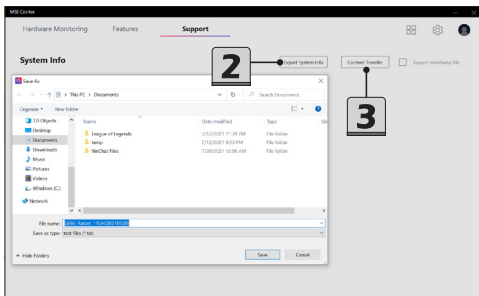 MSI Center
Hardware Monitoring Features Support
System Info
2
Export System Info
Content Transfer
Export minidump file
3
Save As
This PC > Documents
Search Documents
Organize New folder
3D Objects
Desktop
Documents
Downloads
Music
Pictures
Videos
Windows (C:)
Network
Name Date modified Type
League of Legends 2/12/2021 11:39 PM File folder
temp 7/12/2021 9:53 PM File folder
WeChat Files 7/20/2021 12:06 AM File folder
File name:
Save as type: text files (*.txt)
Hide Folders
Save Cancel